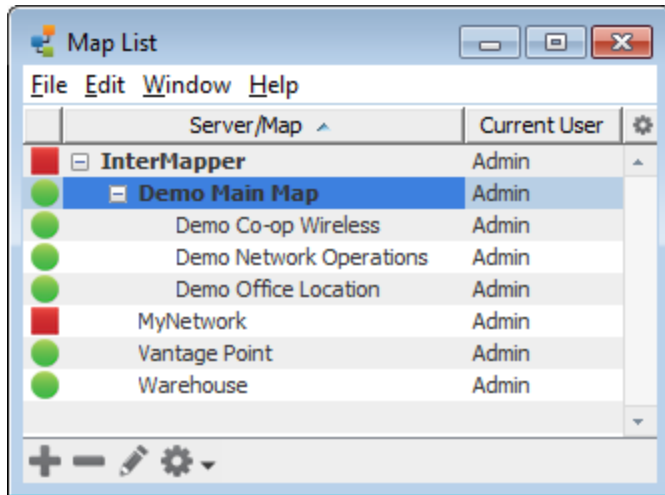 Map List
File Edit Window Help
Server/Map Current User
InterMapper Admin
Demo Main Map Admin
Demo Co-op Wireless Admin
Demo Network Operations Admin
Demo Office Location Admin
MyNetwork Admin
Vantage Point Admin
Warehouse Admin